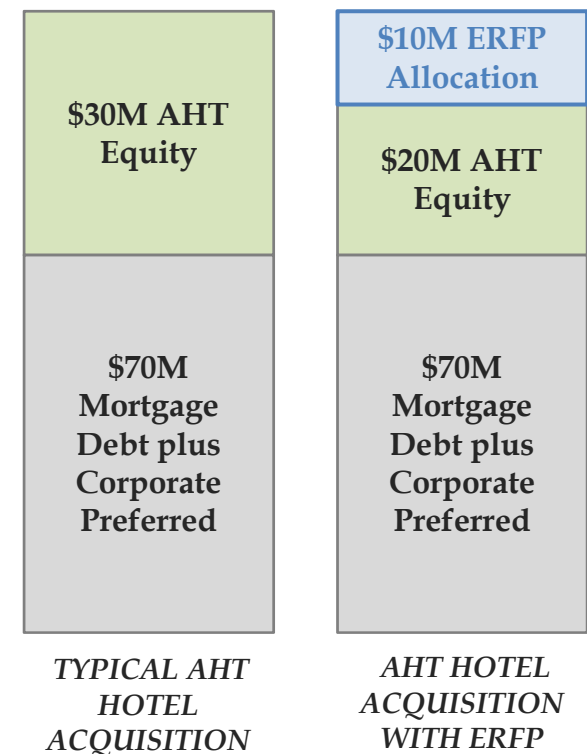 $30M AHT
Equity
$70M
Mortgage
Debt plus
Corporate
Preferred
TYPICAL AHT
HOTEL
ACQUISITION
$10M ERFP
Allocation
$20M AHT
Equity
$70M
Mortgage
Debt plus
Corporate
Preferred
AHT HOTEL
ACQUISITION
WITH ERFP